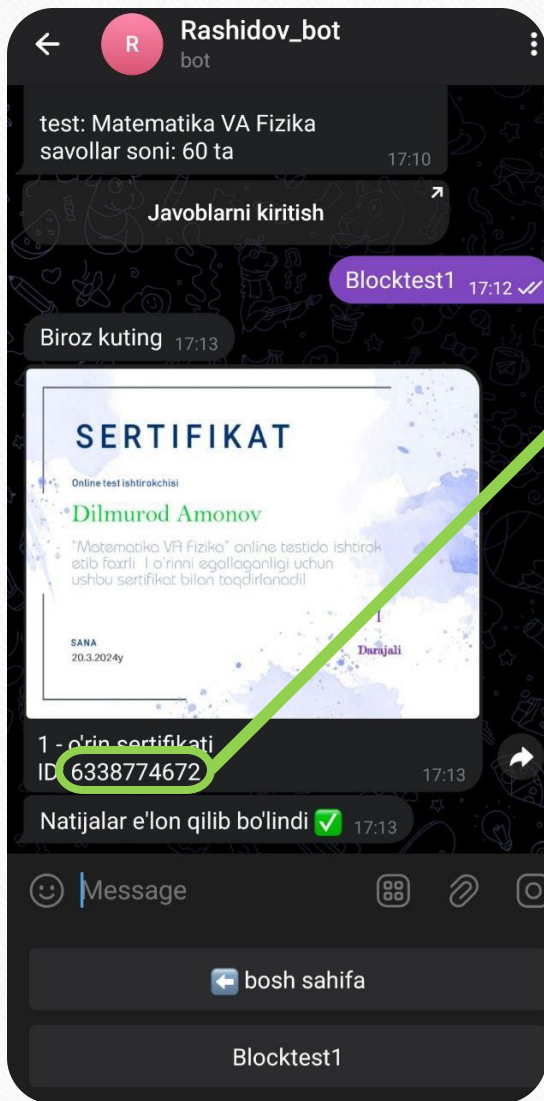 R
Rashidov_bot
bot
test: Matematika VA Fizika
savollar soni: 60 ta
17:10
Javoblarni kiritish
Blocktest1 17:12
Biroz kuting 17:13
SERTIFIKAT
Online test ishtirokchisi
Dilmurod Amonov
"Matematika VA Fizika" online testida ishtirok
etib faxrli 1 o'rinni egallaganligi uchun
ushbu sertifikat bilan taqdirlanadi!
SANA
20.3.2024y
I
Darajali
1 - o'rin sertifikati
ID 6338774672
17:13
Natijalar e'lon qilib bo'lindi ✅ 17:13
Message
⬅️ bosh sahifa
Blocktest1